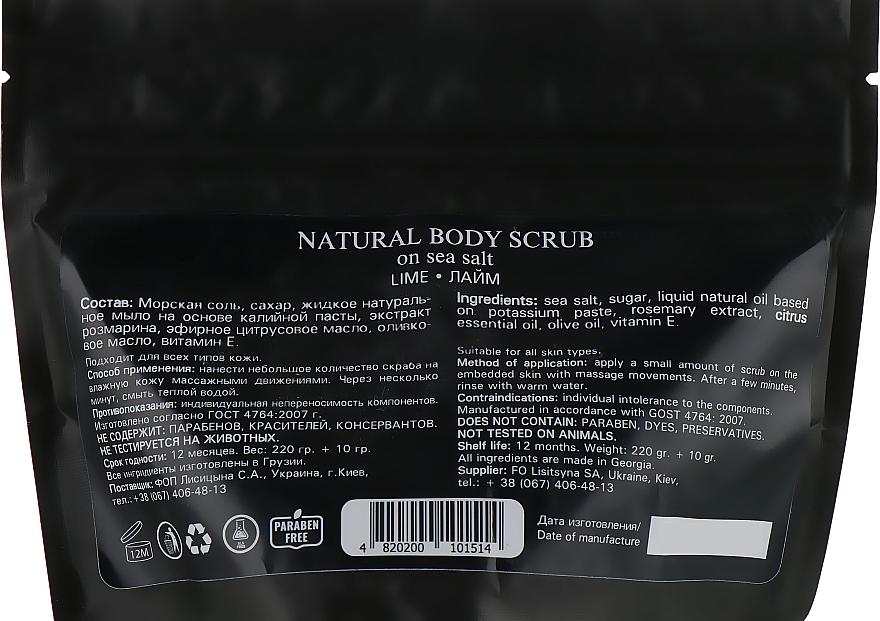 NATURAL BODY SCRUB
on sea salt
LIME • ЛАЙМ
Состав: Морская соль, сахар, жидкое натураль-
ное мыло на основе калийной пасты, экстракт
розмарина, эфирное цитрусовое масло, оливко-
вое масло, витамин Е.
Подходит для всех типов кожи.
Способ применения: нанести небольшое количество скраба на
влажную кожу массажными движениями. Через несколько
минут, смыть теплой водой.
Противопоказания: индивидуальная непереносимость компонентов.
Изготовлено согласно ГОСТ 4764:2007 г.
НЕ СОДЕРЖИТ: ПАРАБЕНОВ, КРАСИТЕЛЕЙ, КОНСЕРВАНТОВ.
НЕ ТЕСТИРУЕТСЯ НА ЖИВОТНЫХ.
Срок годности: 12 месяцев. Вес: 220 гр. + 10 гр.
Все ингридиенты изготовлены в Грузии.
Поставщик: ФОП Лисицына С.А., Украина, г.Киев,
тел.: +38 (067) 406-48-13
Ingredients: sea salt, sugar, liquid natural oil based
on potassium paste, rosemary extract, citrus
essential oil, olive oil, vitamin E.
Suitable for all skin types.
Method of application: apply a small amount of scrub on the
embedded skin with massage movements. After a few minutes,
rinse with warm water.
Contraindications: individual intolerance to the components.
Manufactured in accordance with GOST 4764: 2007.
DOES NOT CONTAIN: PARABEN, DYES, PRESERVATIVES.
NOT TESTED ON ANIMALS.
Shelf life: 12 months. Weight: 220 gr. + 10 gr.
All ingredients are made in Georgia.
Supplier: FO Lisitsyna SA, Ukraine, Kiev,
tel.: + 38 (067) 406-48-13
12M
PARABEN
FREE
4 820200 101514
Дата изготовления/
Date of manufacture